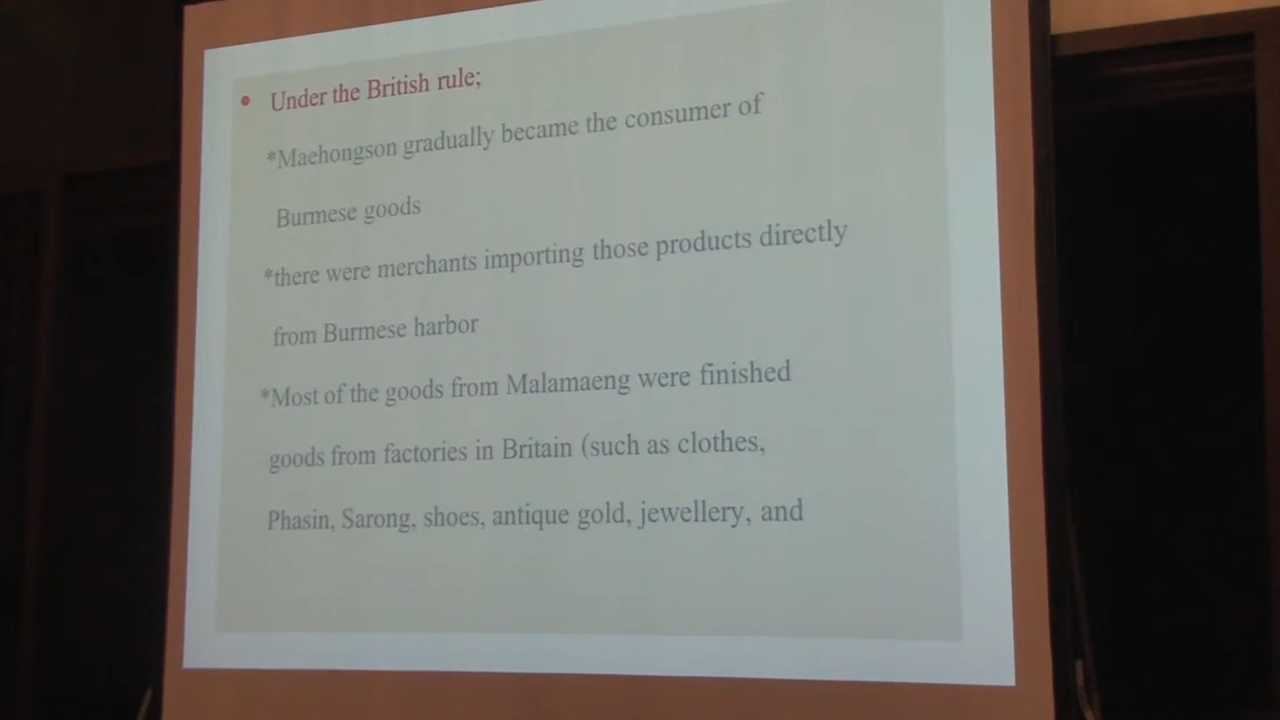 • Under the British rule;
*Maehongson gradually became the consumer of
Burmese goods
*there were merchants importing those products directly
from Burmese harbor
*Most of the goods from Malamaeng were finished
goods from factories in Britain (such as clothes,
Phasin, Sarong, shoes, antique gold, jewellery, and